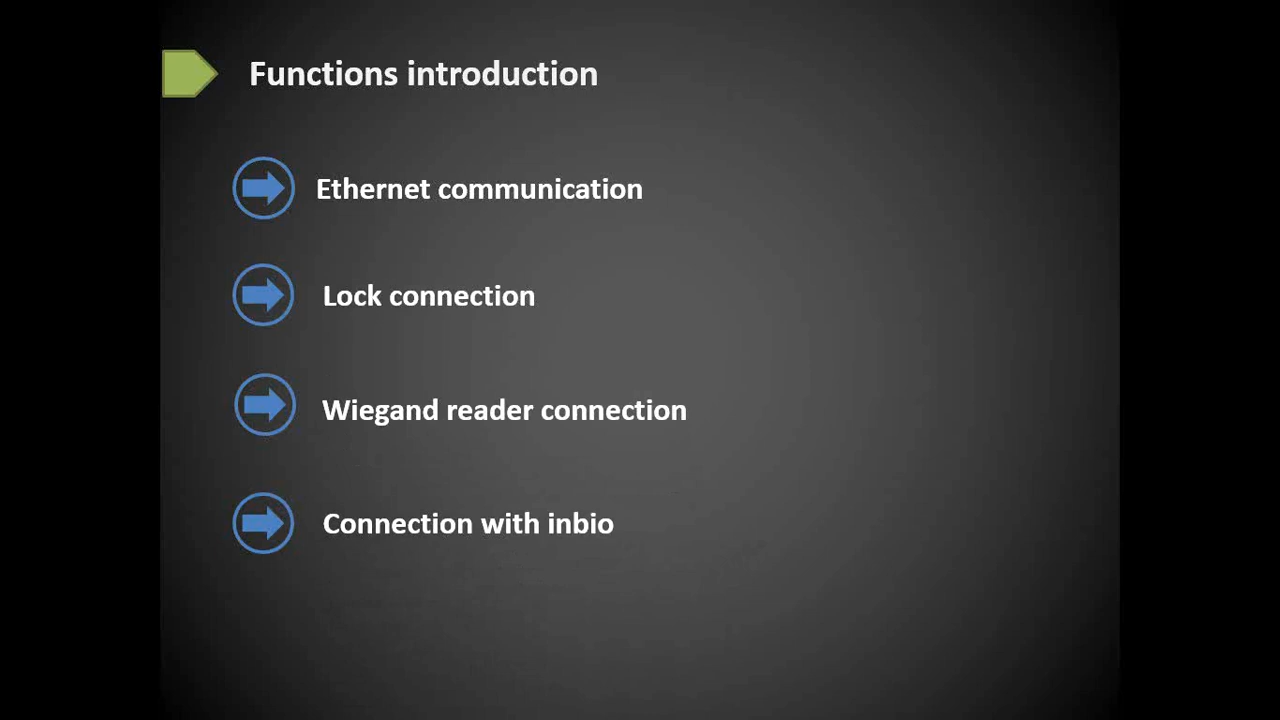 Functions introduction
Ethernet communication
Lock connection
Wiegand reader connection
Connection with inbio